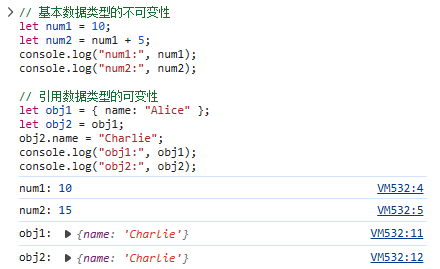 // 基本数据类型的不可变性
let num1 = 10;
let num2 = num1 + 5;
console.log("num1:", num1);
console.log("num2:", num2);

// 引用数据类型的可变性
let obj1 = { name: "Alice" };
let obj2 = obj1;
obj2.name = "Charlie";
console.log("obj1:", obj1);
console.log("obj2:", obj2);
num1: 10 VM532:4
num2: 15 VM532:5
obj1: {name: 'Charlie'} VM532:11
obj2: {name: 'Charlie'} VM532:12